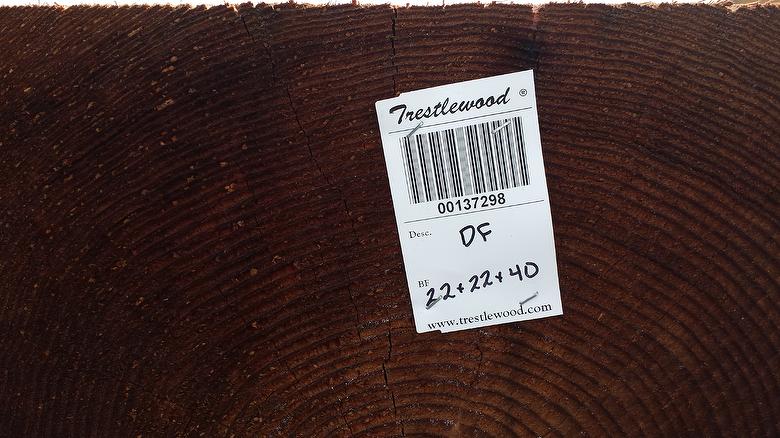 Trestlewood ®
00137298
Desc. DF
BF 22+22+40
www.trestlewood.com